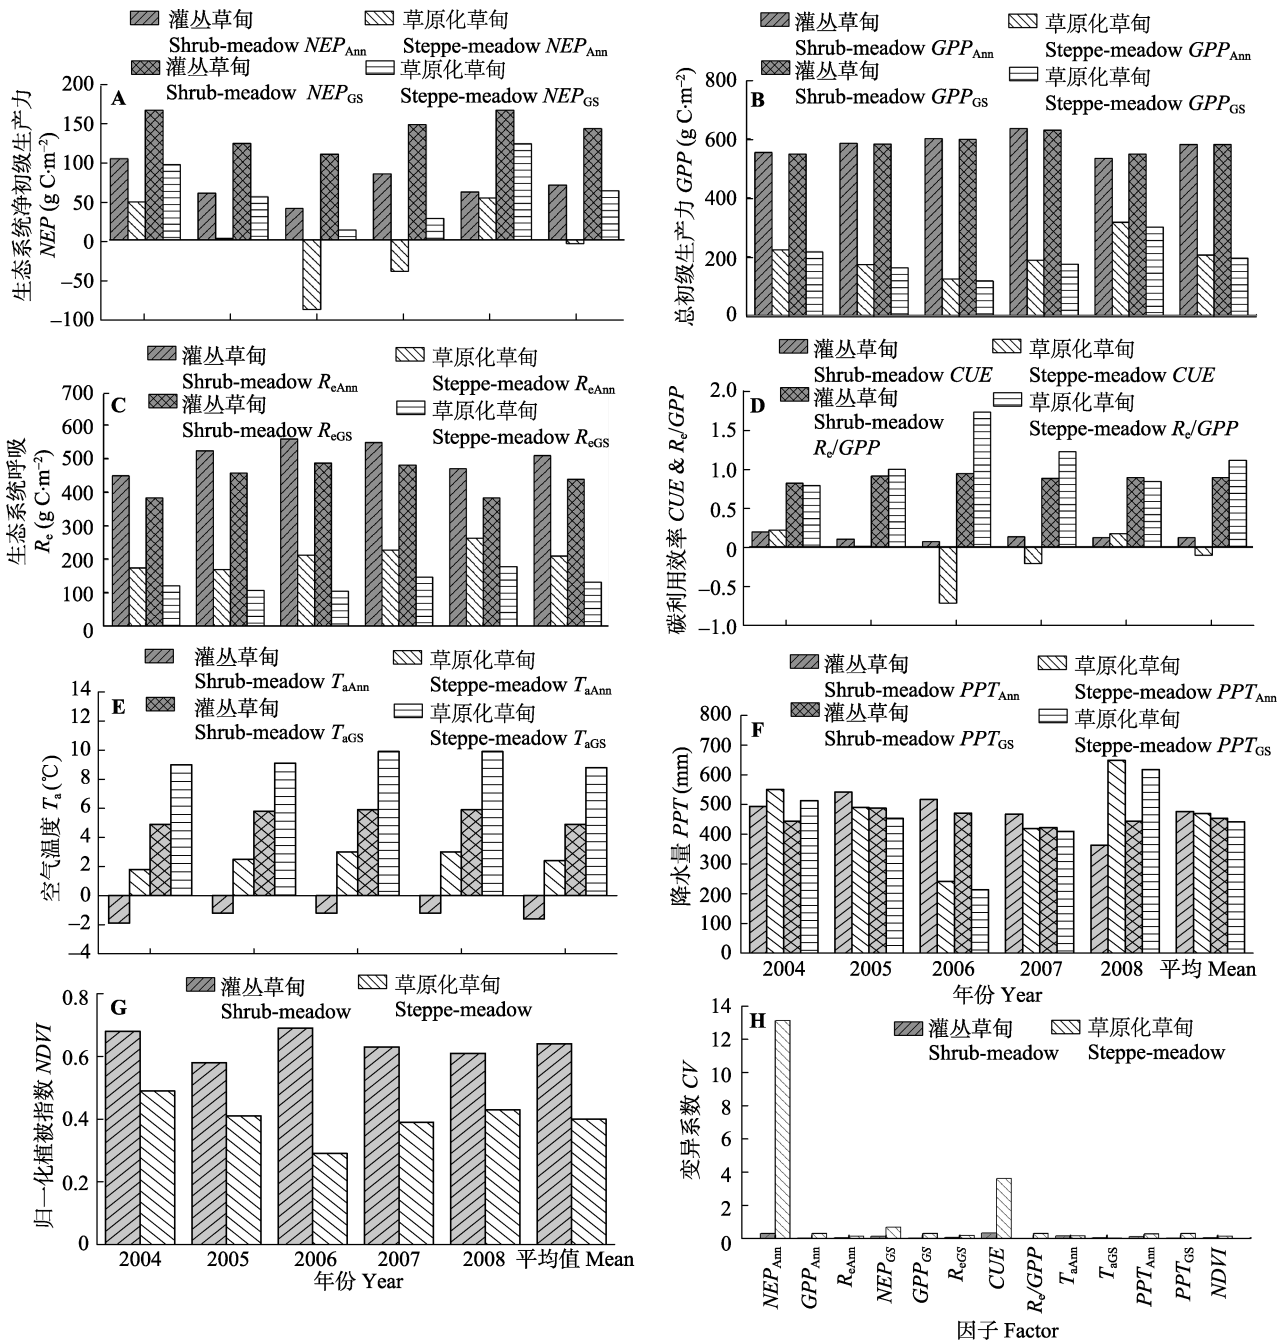 灌丛草甸
Shrub-meadow NEPAnn
草原化草甸
Steppe-meadow NEPAnn
灌丛草甸
Shrub-meadow NEPGS
草原化草甸
Steppe-meadow NEPGS
A
200
150
100
50
0
−50
−100
生态系统净初级生产力
NEP (g C·m−2)
灌丛草甸
Shrub-meadow GPPAnn
草原化草甸
Steppe-meadow GPPAnn
灌丛草甸
Shrub-meadow GPPGS
草原化草甸
Steppe-meadow GPPGS
B
800
600
400
200
0
总初级生产力 GPP (g C·m−2)
灌丛草甸
Shrub-meadow ReAnn
草原化草甸
Steppe-meadow ReAnn
灌丛草甸
Shrub-meadow ReGS
草原化草甸
Steppe-meadow ReGS
C
700
600
500
400
300
200
100
0
生态系统呼吸
Re (g C·m−2)
灌丛草甸
Shrub-meadow CUE
草原化草甸
Steppe-meadow CUE
灌丛草甸
Shrub-meadow
Re/GPP
草原化草甸
Steppe-meadow Re/GPP
D
2.0
1.5
1.0
0.5
0
−0.5
−1.0
碳利用效率 CUE & Re/GPP
灌丛草甸
Shrub-meadow TaAnn
草原化草甸
Steppe-meadow TaAnn
灌丛草甸
Shrub-meadow TaGS
草原化草甸
Steppe-meadow TaGS
E
14
12
10
8
6
4
2
0
−2
−4
空气温度 Ta (℃)
灌丛草甸
Shrub-meadow PPTAnn
草原化草甸
Steppe-meadow PPTAnn
灌丛草甸
Shrub-meadow PPTGS
草原化草甸
Steppe-meadow PPTGS
F
800
700
600
500
400
300
200
100
0
降水量 PPT (mm)
2004 2005 2006 2007 2008 平均 Mean
年份 Year
灌丛草甸
Shrub-meadow
草原化草甸
Steppe-meadow
G
0.8
0.6
0.4
0.2
0
归一化植被指数 NDVI
2004 2005 2006 2007 2008 平均值 Mean
年份 Year
灌丛草甸
Shrub-meadow
草原化草甸
Steppe-meadow
H
14
12
10
8
6
4
2
0
变异系数 CV
NEPAnn
GPPAnn
ReAnn
NEPGS
GPPGS
ReGS
CUE
Re/GPP
TaAnn
TaGS
PPTAnn
PPTGS
NDVI
因子 Factor